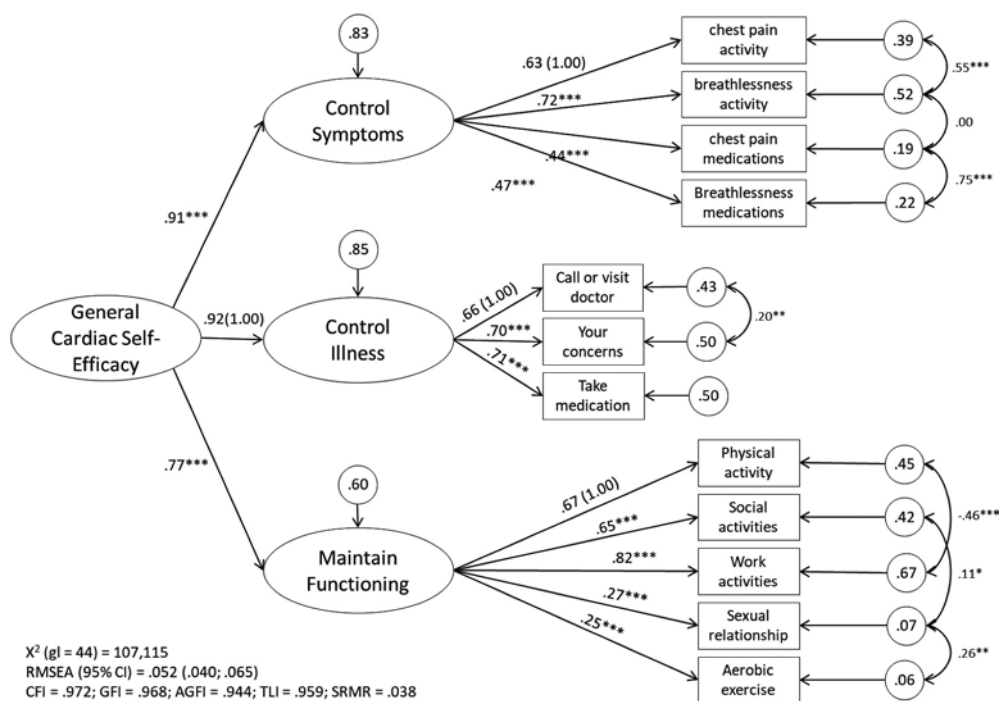 .83
chest pain
activity
.39
.63 (1.00)
.55***
Control
Symptoms
.72***
breathlessness
activity
.52
.00
chest pain
medications
.19
.44***
.47***
.75***
Breathlessness
medications
.22
.91***
.85
Call or visit
doctor
.43
.66 (1.00)
.20**
General
Cardiac Self-
Efficacy
.92(1.00)
Control
Illness
.70***
Your
concerns
.50
.71***
Take
medication
.50
.77***
Physical
activity
.45
.60
.67 (1.00)
-.46***
.65***
Social
activities
.42
Maintain
Functioning
.82***
Work
activities
.67
.11*
.27***
Sexual
relationship
.07
.25***
.26**
Aerobic
exercise
.06
X² (gl = 44) = 107,115
RMSEA (95% CI) = .052 (.040; .065)
CFI = .972; GFI = .968; AGFI = .944; TLI = .959; SRMR = .038